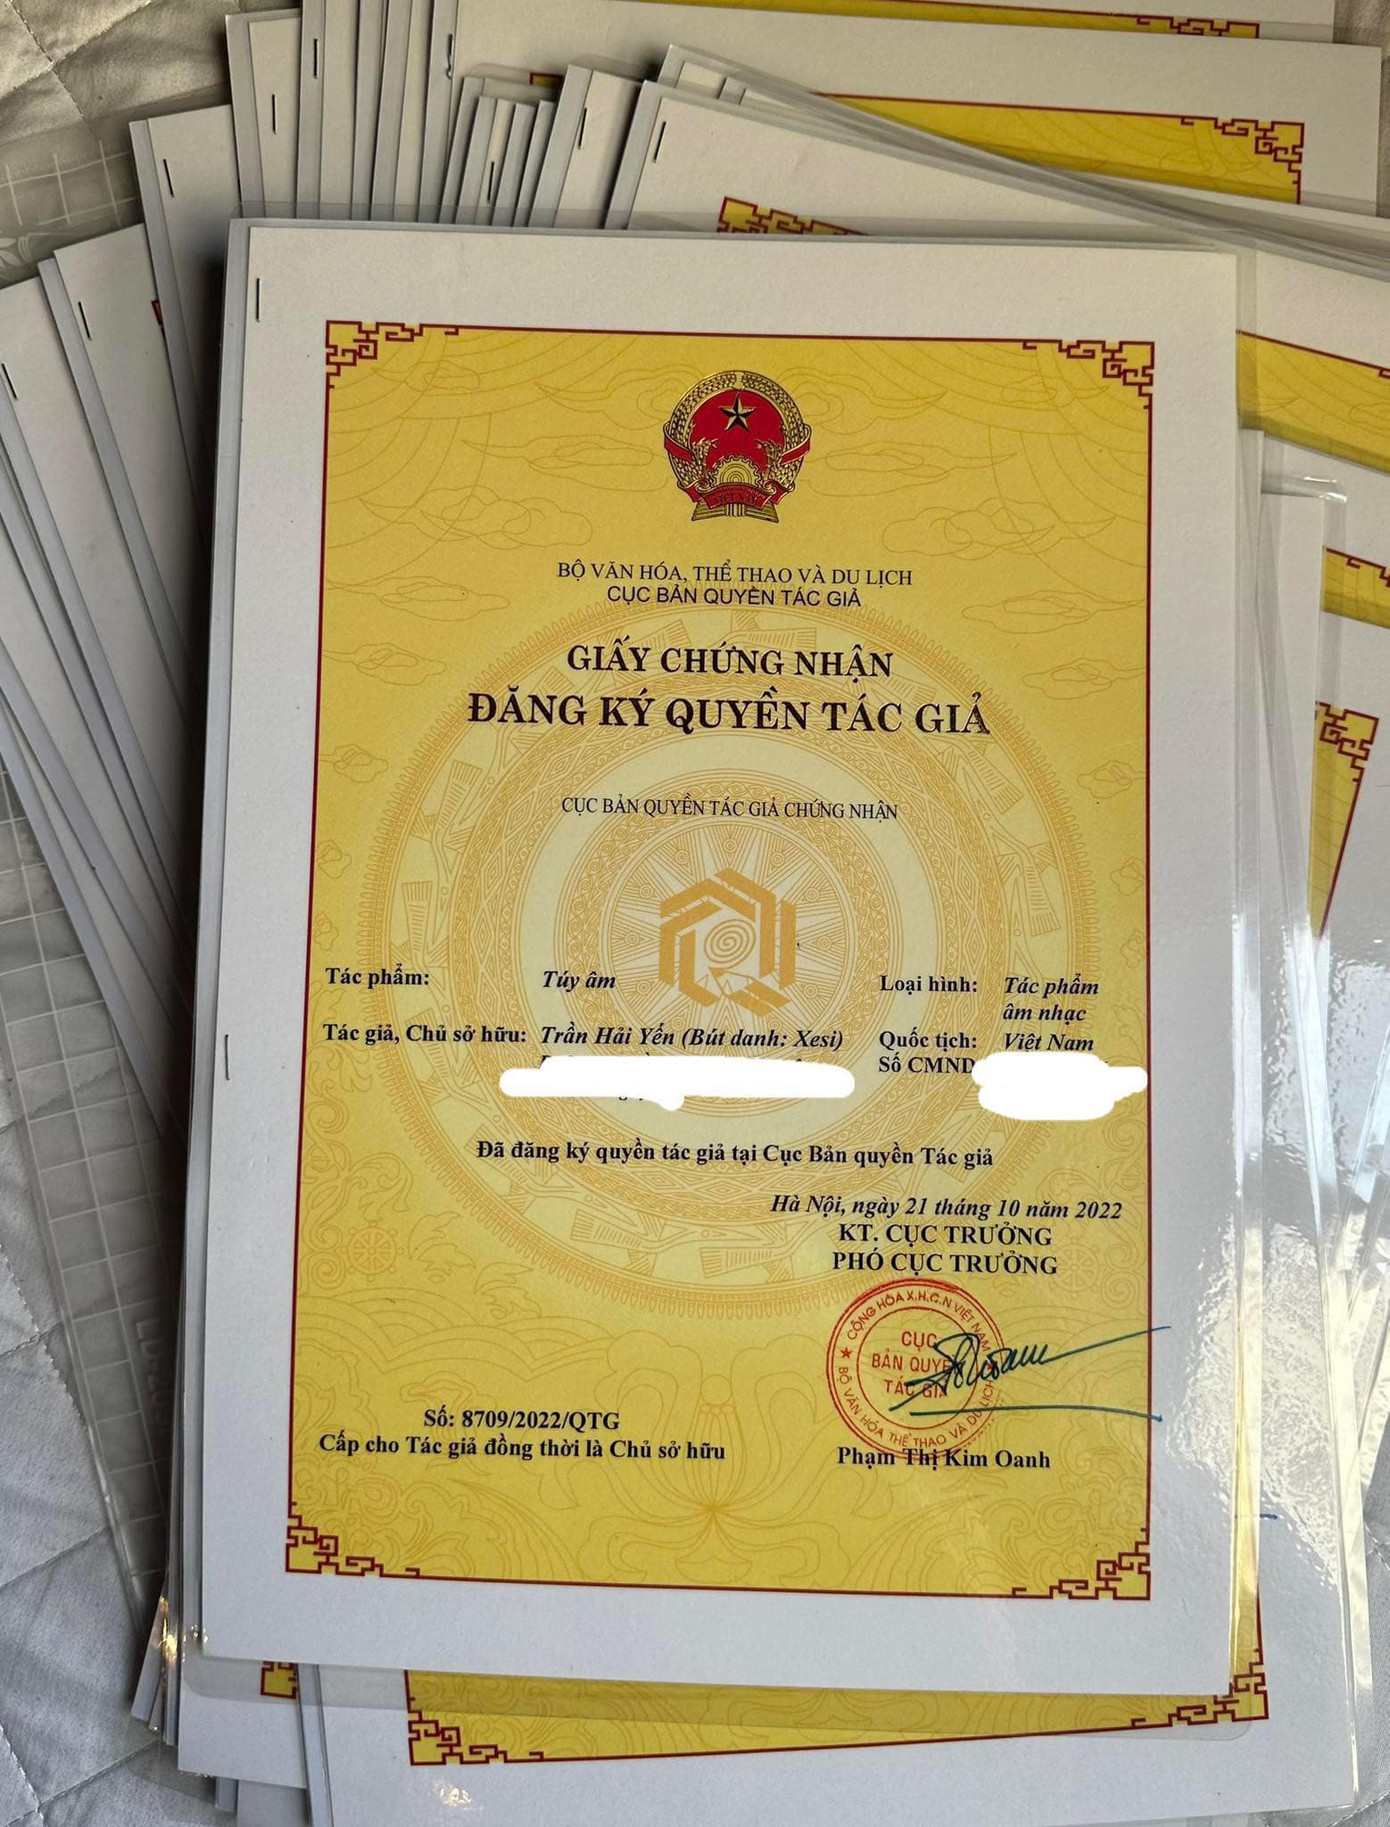 VIỆT NAM
BỘ VĂN HÓA, THỂ THAO VÀ DU LỊCH
CỤC BẢN QUYỀN TÁC GIẢ
GIẤY CHỨNG NHẬN
ĐĂNG KÝ QUYỀN TÁC GIẢ
CỤC BẢN QUYỀN TÁC GIẢ CHỨNG NHẬN
Tác phẩm: Túy âm Loại hình: Tác phẩm
âm nhạc
Tác giả, Chủ sở hữu: Trần Hải Yến (Bút danh: Xesi) Quốc tịch: Việt Nam
Số CMND
Đã đăng ký quyền tác giả tại Cục Bản quyền Tác giả
Hà Nội, ngày 21 tháng 10 năm 2022
KT. CỤC TRƯỞNG
PHÓ CỤC TRƯỞNG
CỘNG HÒA X.H.C.N VIỆT NAM
CỤC
BẢN QUYỀN
TÁC GIẢ
BỘ VĂN HÓA THỂ THAO VÀ DU LỊCH
Số: 8709/2022/QTG
Cấp cho Tác giả đồng thời là Chủ sở hữu
Phạm Thị Kim Oanh